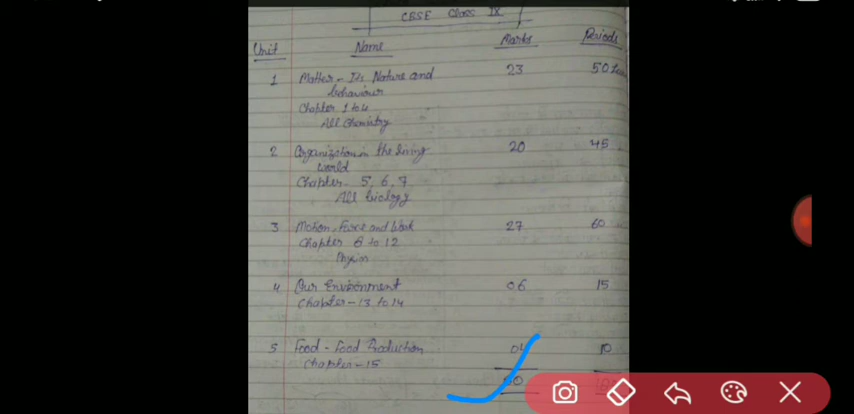 CBSE Class IX
Unit Name Marks Periods
1 Matter - Its Nature and 23 50
behaviour
Chapter 1 to 4
All Chemistry
2 Organization in the living 20 45
world
Chapter - 5, 6, 7
All biology
3 Motion, Force and Work 27 60
Chapter 8 to 12
Physics
4 Our Environment 06 15
Chapter - 13 to 14
5 Food - Food Production 04 10
Chapter - 15